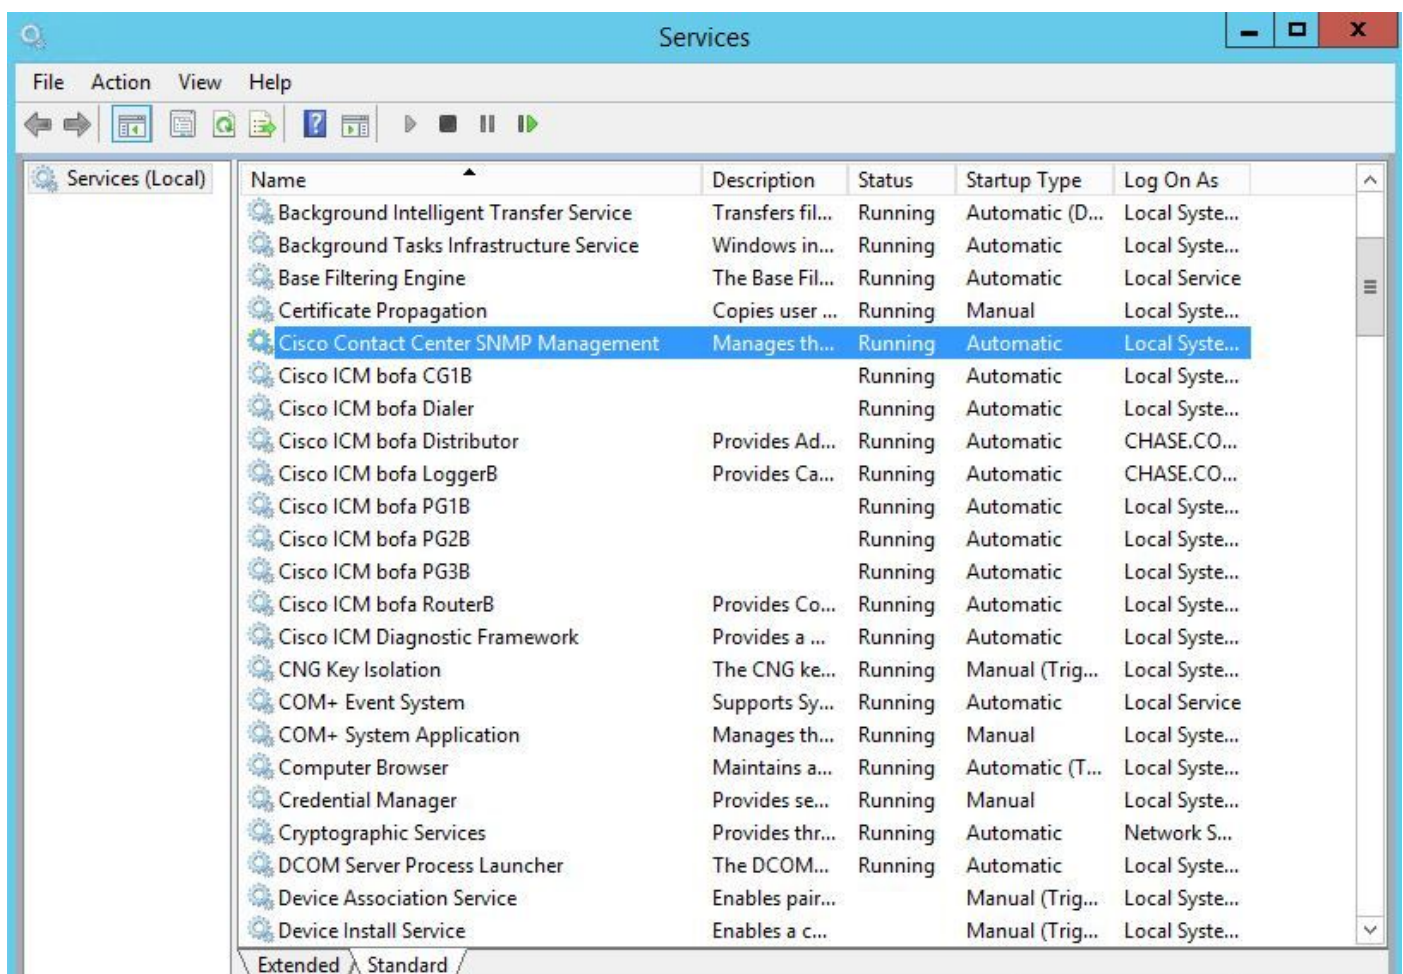 Services
File Action View Help
Services (Local)
Name Description Status Startup Type Log On As
Background Intelligent Transfer Service Transfers fil... Running Automatic (D... Local Syste...
Background Tasks Infrastructure Service Windows in... Running Automatic Local Syste...
Base Filtering Engine The Base Fil... Running Automatic Local Service
Certificate Propagation Copies user ... Running Manual Local Syste...
Cisco Contact Center SNMP Management Manages th... Running Automatic Local Syste...
Cisco ICM bofa CG1B Running Automatic Local Syste...
Cisco ICM bofa Dialer Running Automatic Local Syste...
Cisco ICM bofa Distributor Provides Ad... Running Automatic CHASE.CO...
Cisco ICM bofa LoggerB Provides Ca... Running Automatic CHASE.CO...
Cisco ICM bofa PG1B Running Automatic Local Syste...
Cisco ICM bofa PG2B Running Automatic Local Syste...
Cisco ICM bofa PG3B Running Automatic Local Syste...
Cisco ICM bofa RouterB Provides Co... Running Automatic Local Syste...
Cisco ICM Diagnostic Framework Provides a ... Running Automatic Local Syste...
CNG Key Isolation The CNG ke... Running Manual (Trig... Local Syste...
COM+ Event System Supports Sy... Running Automatic Local Service
COM+ System Application Manages th... Running Manual Local Syste...
Computer Browser Maintains a... Running Automatic (T... Local Syste...
Credential Manager Provides se... Running Manual Local Syste...
Cryptographic Services Provides thr... Running Automatic Network S...
DCOM Server Process Launcher The DCOM... Running Automatic Local Syste...
Device Association Service Enables pair... Manual (Trig... Local Syste...
Device Install Service Enables a c... Manual (Trig... Local Syste...
Extended Standard